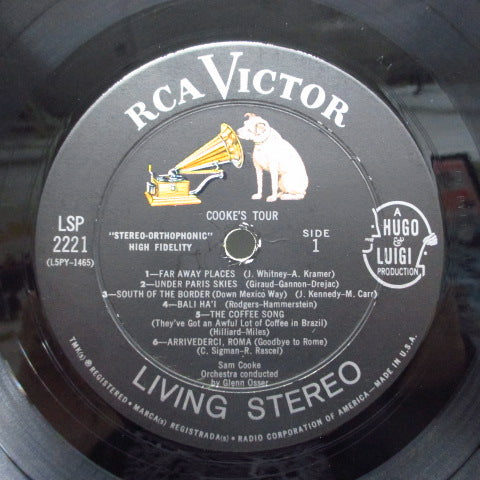 RCA VICTOR
COOKE'S TOUR
LSP
2221
(L5PY-1465)
"STEREO-ORTHOPHONIC"
HIGH FIDELITY
SIDE
1
A
HUGO
&
LUIGI
PRODUCTION
1—FAR AWAY PLACES (J. Whitney–A. Kramer)
2—UNDER PARIS SKIES (Giraud-Gannon-Drejac)
3—SOUTH OF THE BORDER (Down Mexico Way) (J. Kennedy-M. Carr)
4—BALI HA'I (Rodgers-Hammerstein)
5—THE COFFEE SONG
(They've Got an Awful Lot of Coffee in Brazil)
(Hilliard-Miles)
6—ARRIVEDERCI, ROMA (Goodbye to Rome)
(C. Sigman–R. Rascel)
Sam Cooke
Orchestra conducted
by Glenn Osser
LIVING STEREO
TMK(s) ® REGISTERED • MARCA(s) REGISTRADA(s) • RADIO CORPORATION OF AMERICA—MADE IN U.S.A.